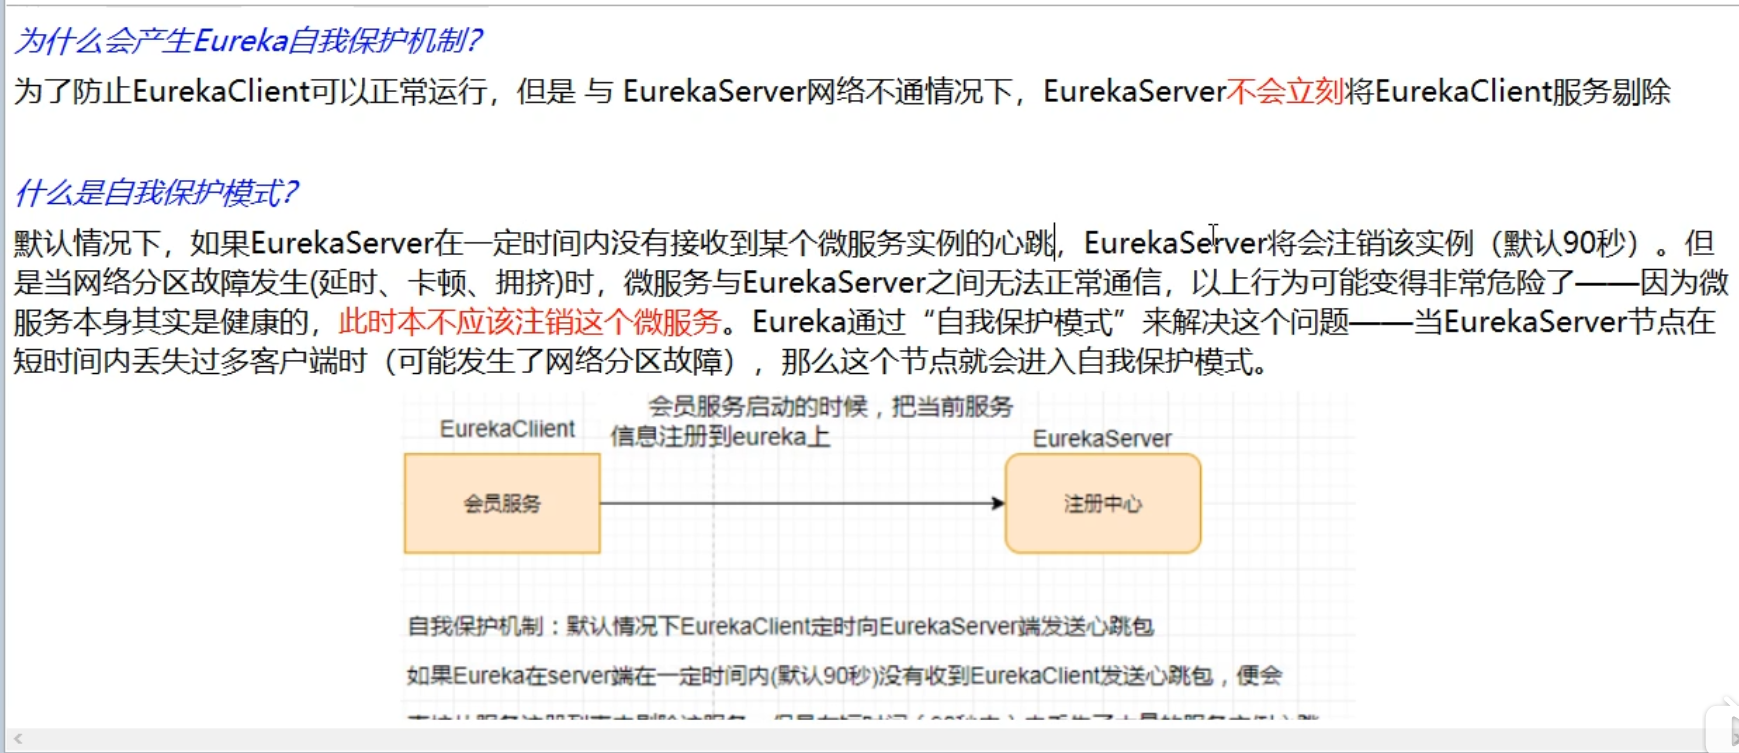 为什么会产生Eureka自我保护机制?
为了防止EurekaClient可以正常运行，但是 与 EurekaServer网络不通情况下，EurekaServer不会立刻将EurekaClient服务剔除
什么是自我保护模式?
默认情况下，如果EurekaServer在一定时间内没有接收到某个微服务实例的心跳，EurekaServer将会注销该实例（默认90秒）。但
是当网络分区故障发生(延时、卡顿、拥挤)时，微服务与EurekaServer之间无法正常通信，以上行为可能变得非常危险了——因为微
服务本身其实是健康的，此时本不应该注销这个微服务。Eureka通过“自我保护模式”来解决这个问题——当EurekaServer节点在
短时间内丢失过多客户端时（可能发生了网络分区故障），那么这个节点就会进入自我保护模式。
会员服务启动的时候，把当前服务
信息注册到eureka上
EurekaCliient
EurekaServer
会员服务
注册中心
自我保护机制：默认情况下EurekaClient定时向EurekaServer端发送心跳包
如果Eureka在server端在一定时间内(默认90秒)没有收到EurekaClient发送心跳包，便会